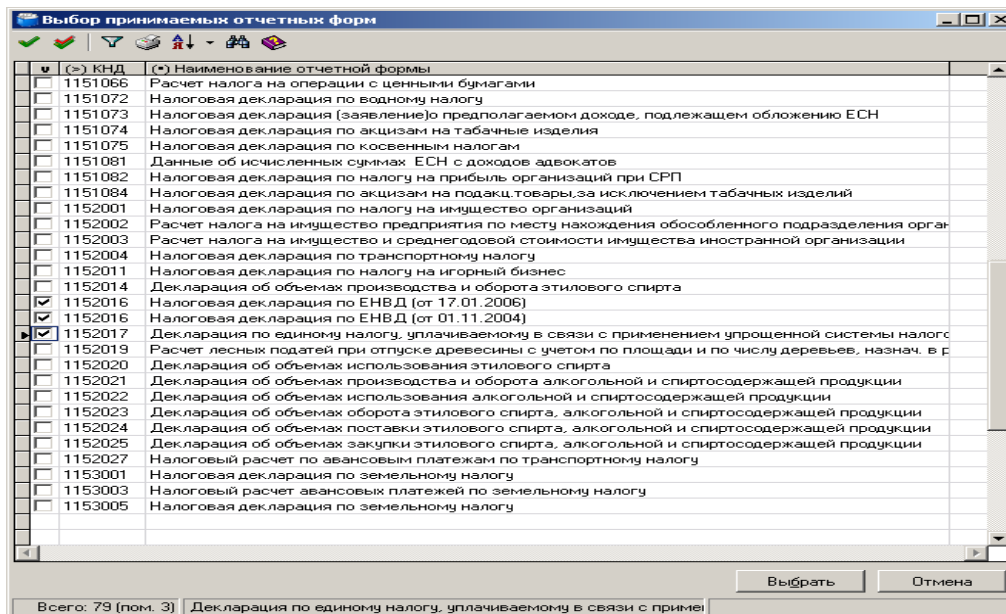 Выбор принимаемых отчетных форм
(>) КНД (•) Наименование отчетной формы
1151066 Расчет налога на операции с ценными бумагами
1151072 Налоговая декларация по водному налогу
1151073 Налоговая декларация (заявление)о предполагаемом доходе, подлежащем обложению ЕСН
1151074 Налоговая декларация по акцизам на табачные изделия
1151075 Налоговая декларация по косвенным налогам
1151081 Данные об исчисленных суммах ЕСН с доходов адвокатов
1151082 Налоговая декларация по налогу на прибыль организаций при СРП
1151084 Налоговая декларация по акцизам на подакц.товары,за исключением табачных изделий
1152001 Налоговая декларация по налогу на имущество организаций
1152002 Расчет налога на имущество предприятия по месту нахождения обособленного подразделения орган
1152003 Расчет налога на имущество и среднегодовой стоимости имущества иностранной организации
1152004 Налоговая декларация по транспортному налогу
1152011 Налоговая декларация по налогу на игорный бизнес
1152014 Декларация об объемах производства и оборота этилового спирта
1152016 Налоговая декларация по ЕНВД (от 17.01.2006)
1152016 Налоговая декларация по ЕНВД (от 01.11.2004)
1152017 Декларация по единому налогу, уплачиваемому в связи с применением упрощенной системы налого
1152019 Расчет лесных податей при отпуске древесины с учетом по площади и по числу деревьев, назнач. в р
1152020 Декларация об объемах использования этилового спирта
1152021 Декларация об объемах производства и оборота алкогольной и спиртосодержащей продукции
1152022 Декларация об объемах использования алкогольной и спиртосодержащей продукции
1152023 Декларация об объемах оборота этилового спирта, алкогольной и спиртосодержащей продукции
1152024 Декларация об объемах поставки этилового спирта, алкогольной и спиртосодержащей продукции
1152025 Декларация об объемах закупки этилового спирта, алкогольной и спиртосодержащей продукции
1152027 Налоговый расчет по авансовым платежам по транспортному налогу
1153001 Налоговая декларация по земельному налогу
1153003 Налоговый расчет авансовых платежей по земельному налогу
1153005 Налоговая декларация по земельному налогу
Выбрать Отмена
Всего: 79 (пом. 3) Декларация по единому налогу, уплачиваемому в связи с приме